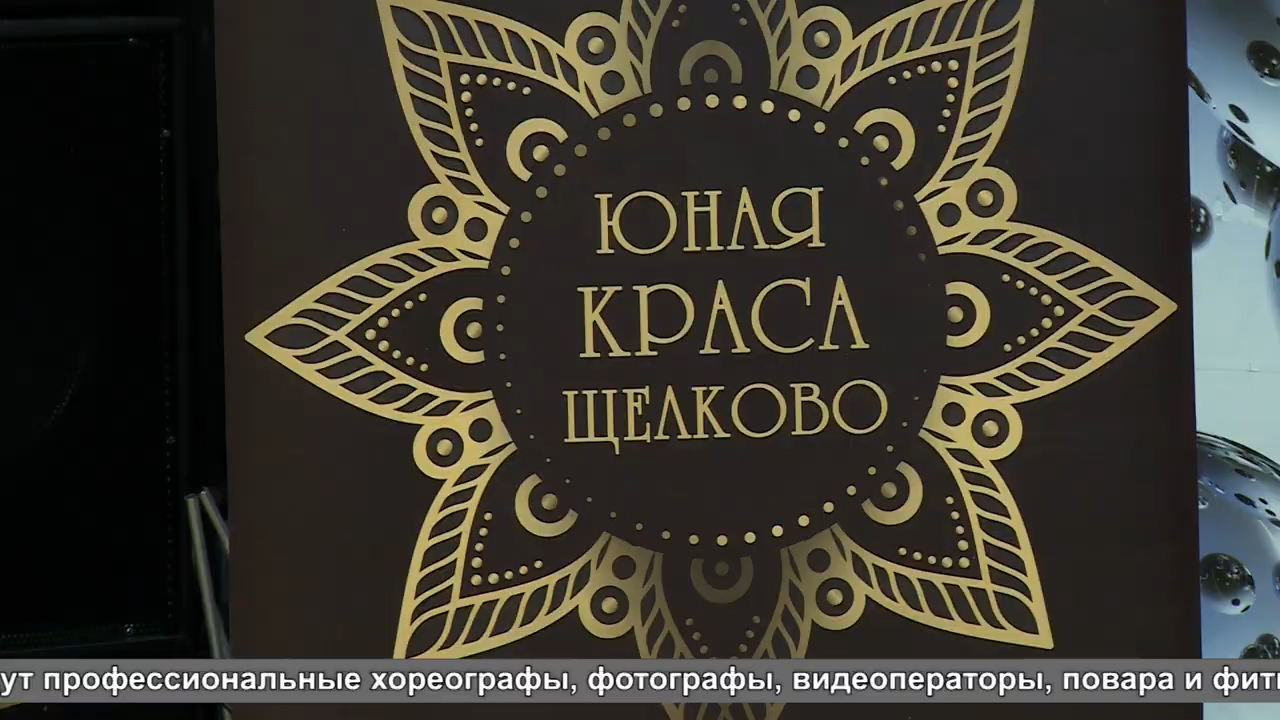 ЮНАЯ
КРАСА
ЩЕЛКОВО
профессиональные хореографы, фотографы, видеоператоры, повара и